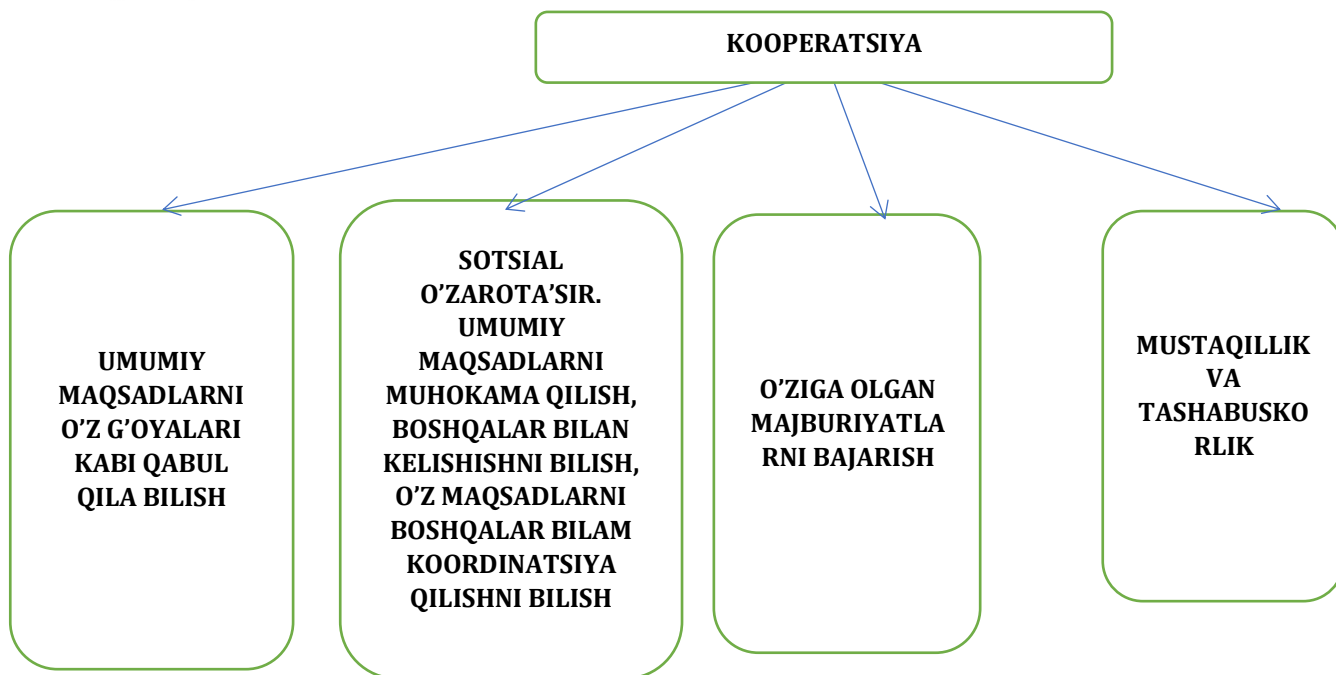 KOOPERATSIYA
UMUMIY
MAQSADLARNI
O’Z G’OYALARI
KABI QABUL
QILA BILISH
SOTSIAL
O’ZAROTA’SIR.
UMUMIY
MAQSADLARNI
MUHOKAMA QILISH,
BOSHQALAR BILAN
KELISHISHNI BILISH,
O’Z MAQSADLARNI
BOSHQALAR BILAM
KOORDINATSIYA
QILISHNI BILISH
O’ZIGA OLGAN
MAJBURIYATLA
RNI BAJARISH
MUSTAQILLIK
VA
TASHABUSKO
RLIK